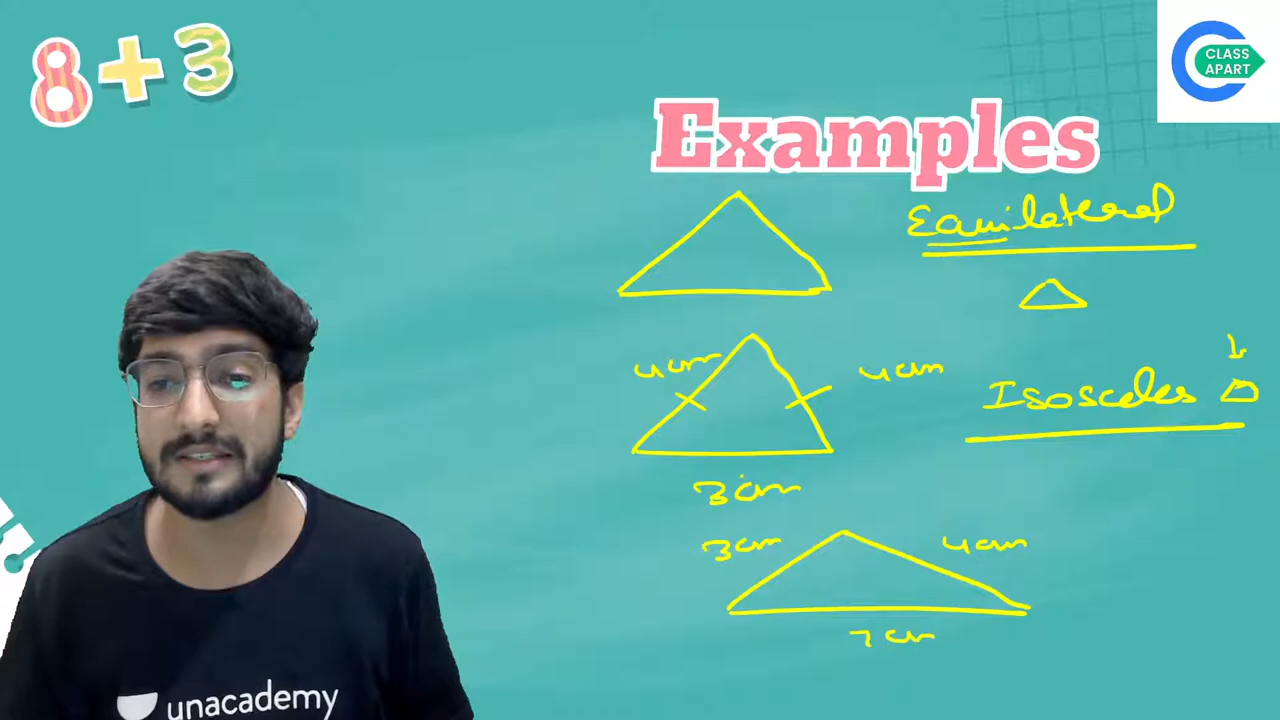 8+3
CLASS
APART
Examples
Equilateral
4cm
4cm
Isosceles
3cm
3cm
4cm
7cm
unacademy